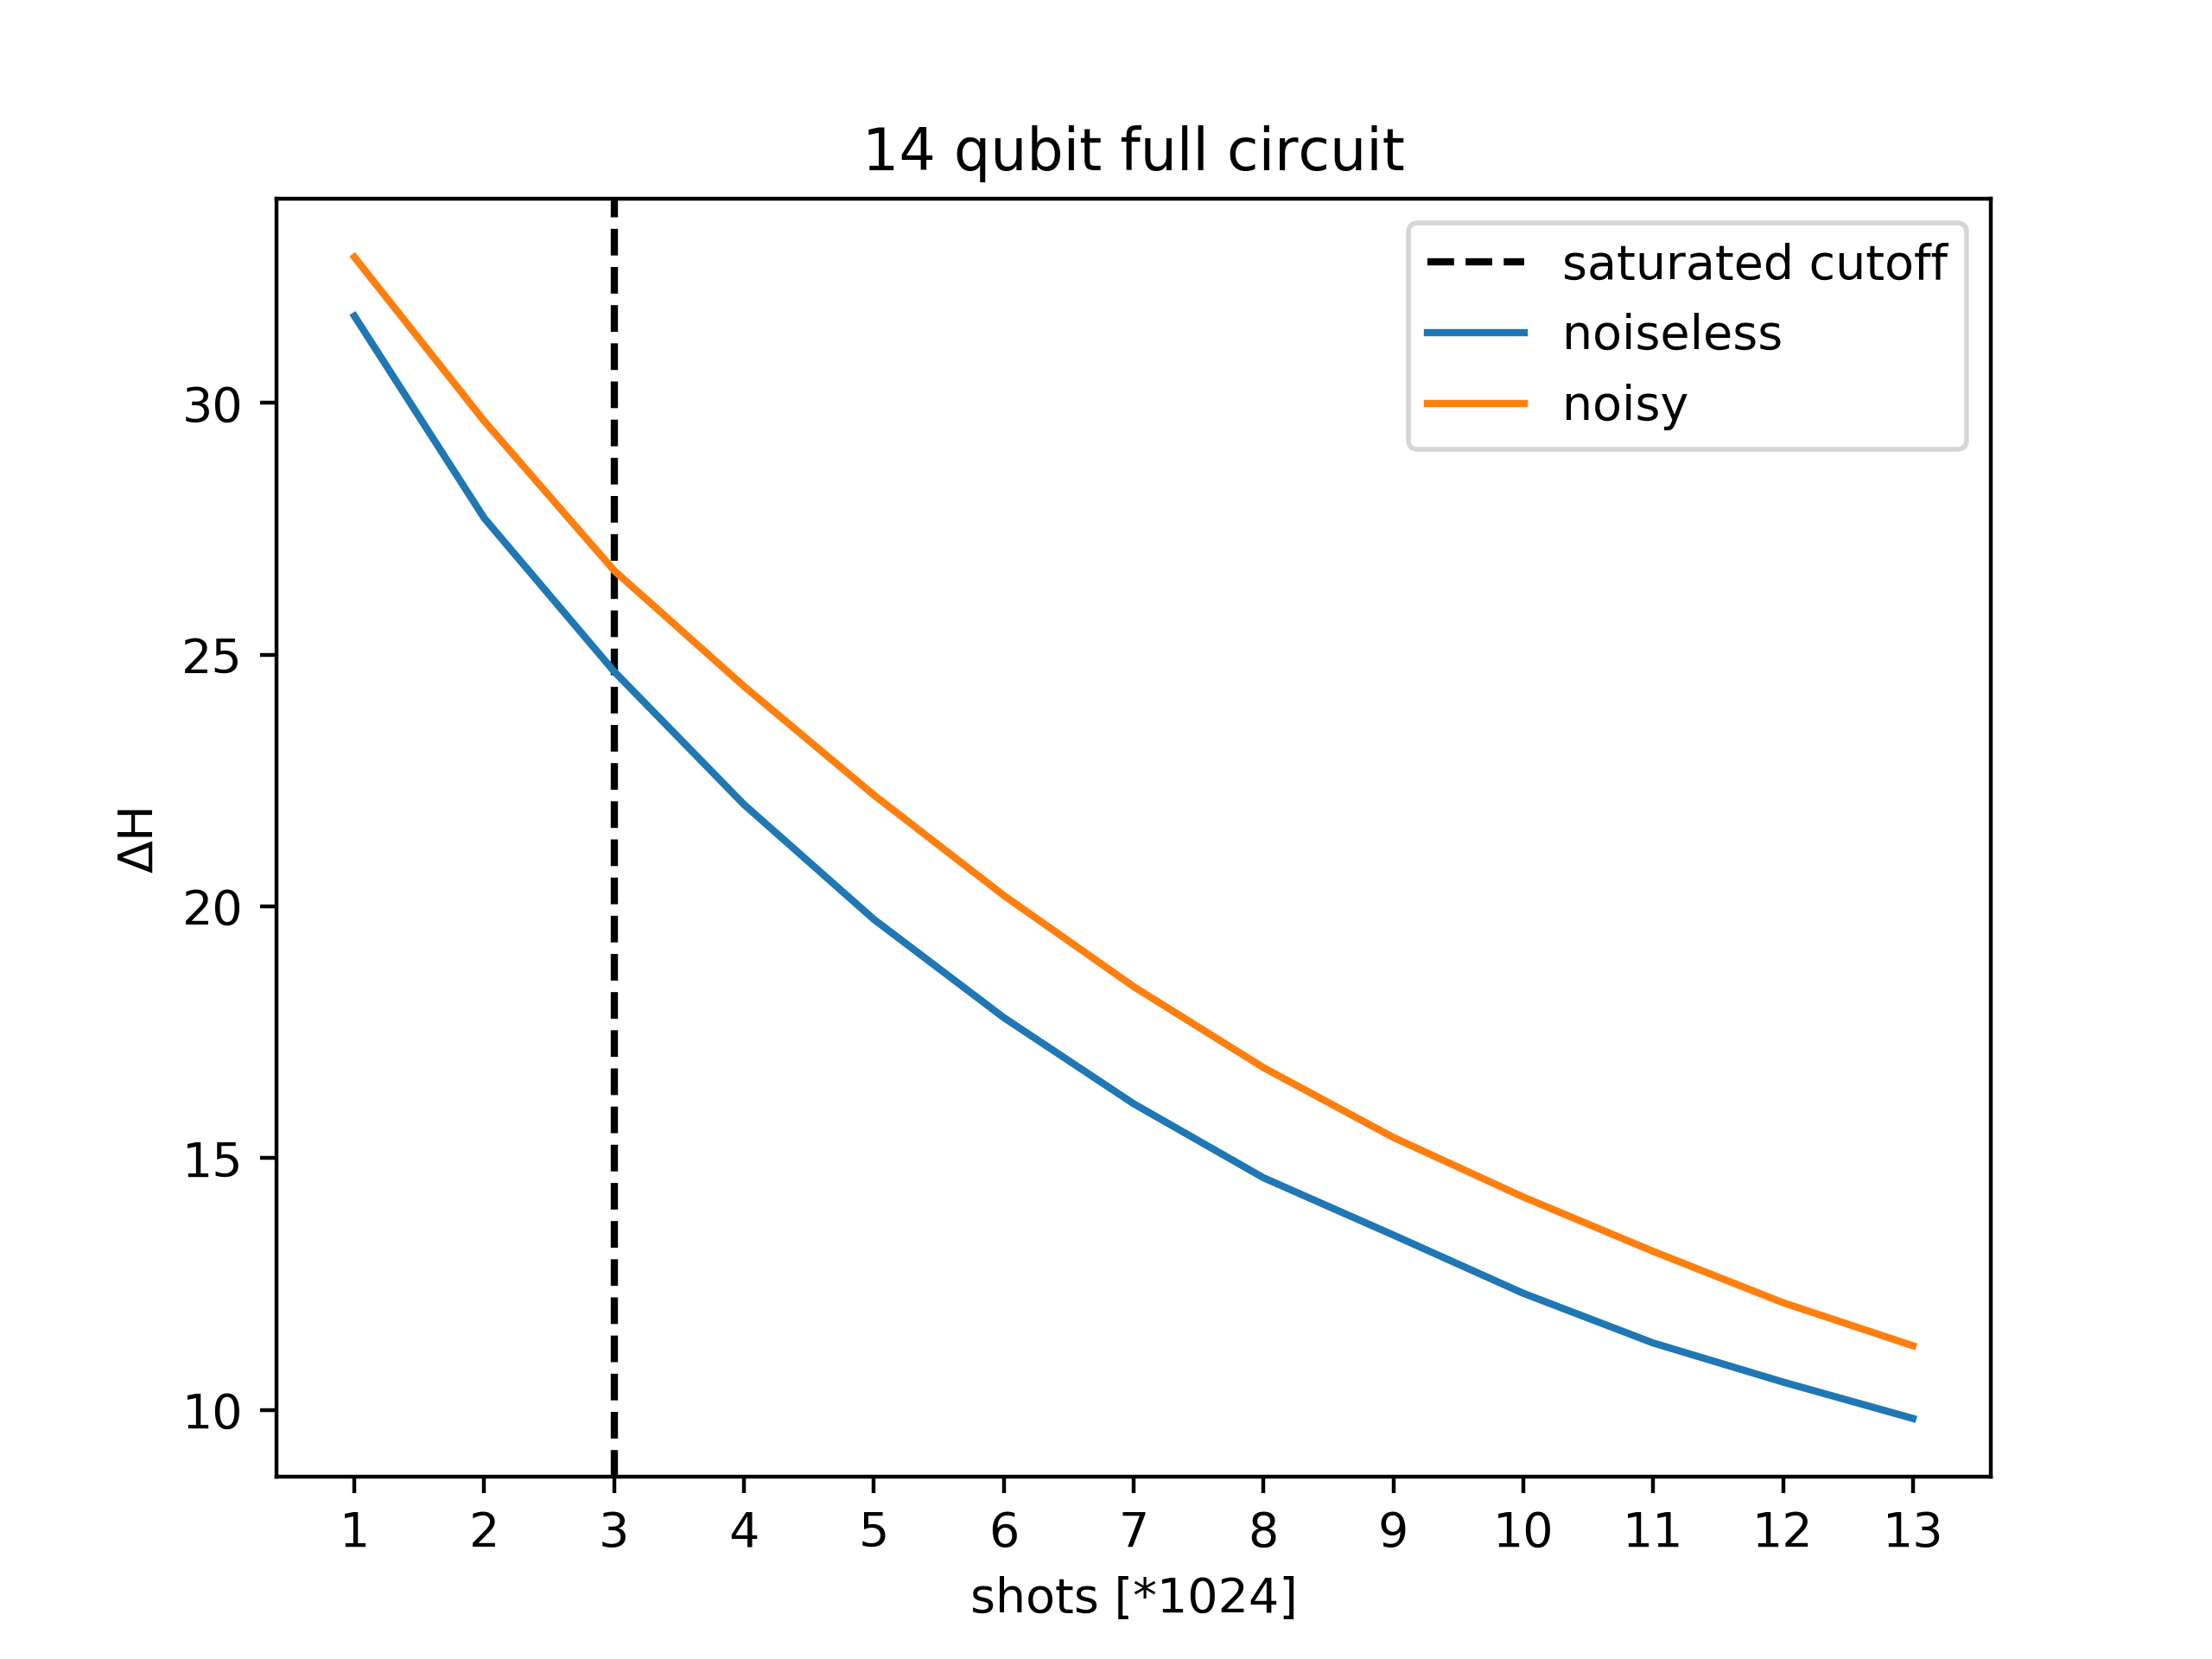 14 qubit full circuit
saturated cutoff
noiseless
noisy
30
25
20
15
10
ΔH
1 2 3 4 5 6 7 8 9 10 11 12 13
shots [*1024]